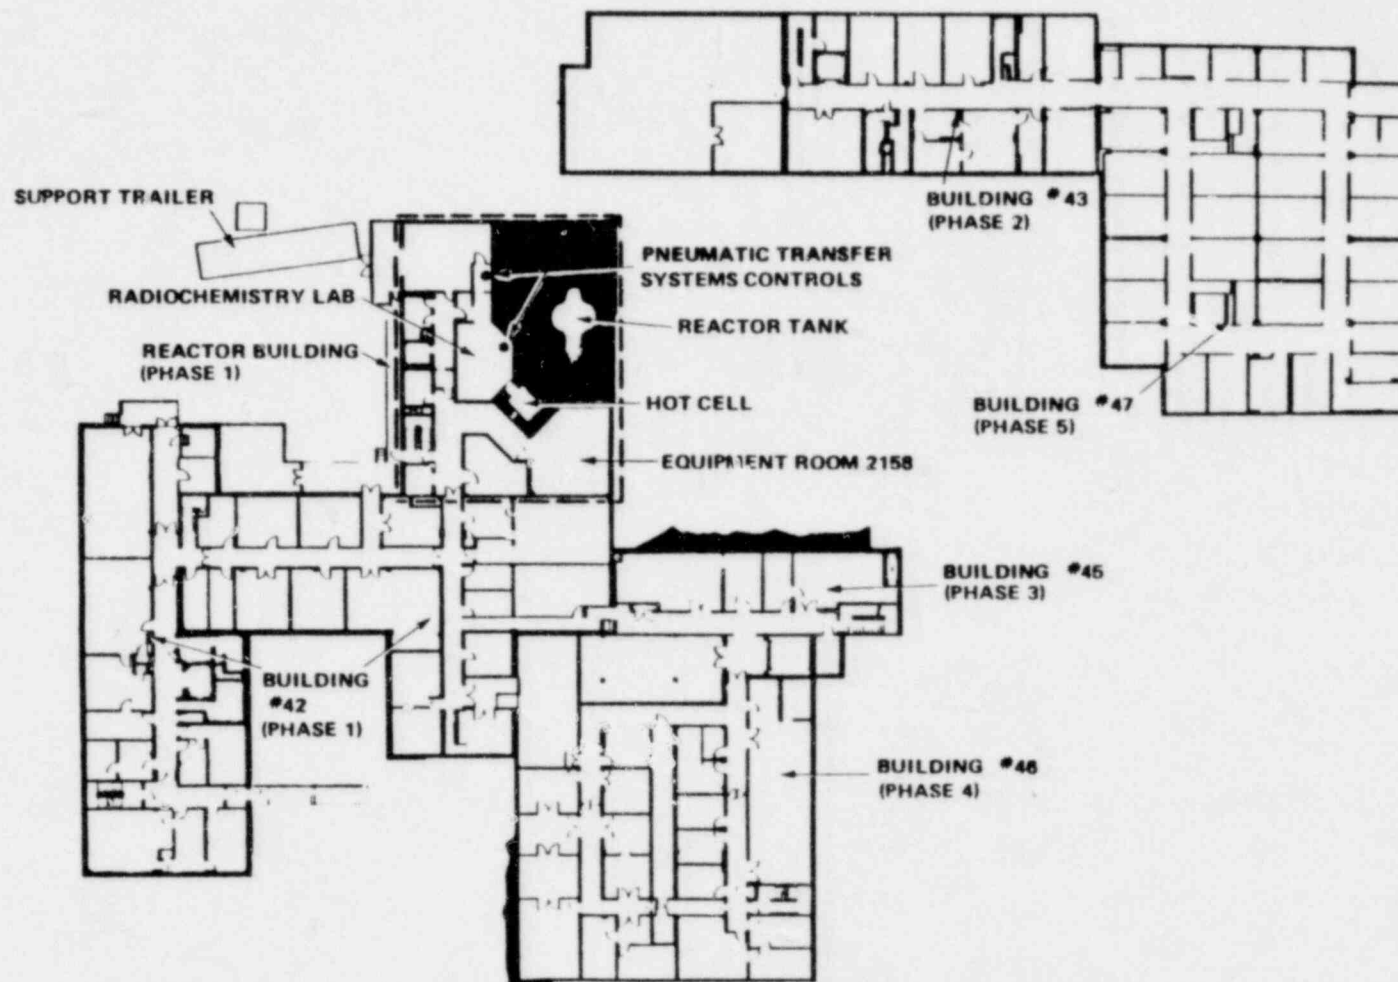 SUPPORT TRAILER
RADIOCHEMISTRY LAB
REACTOR BUILDING
(PHASE 1)
PNEUMATIC TRANSFER
SYSTEMS CONTROLS
REACTOR TANK
HOT CELL
EQUIPMENT ROOM 2158
BUILDING #43
(PHASE 2)
BUILDING #47
(PHASE 5)
BUILDING #45
(PHASE 3)
BUILDING
#42
(PHASE 1)
BUILDING #46
(PHASE 4)